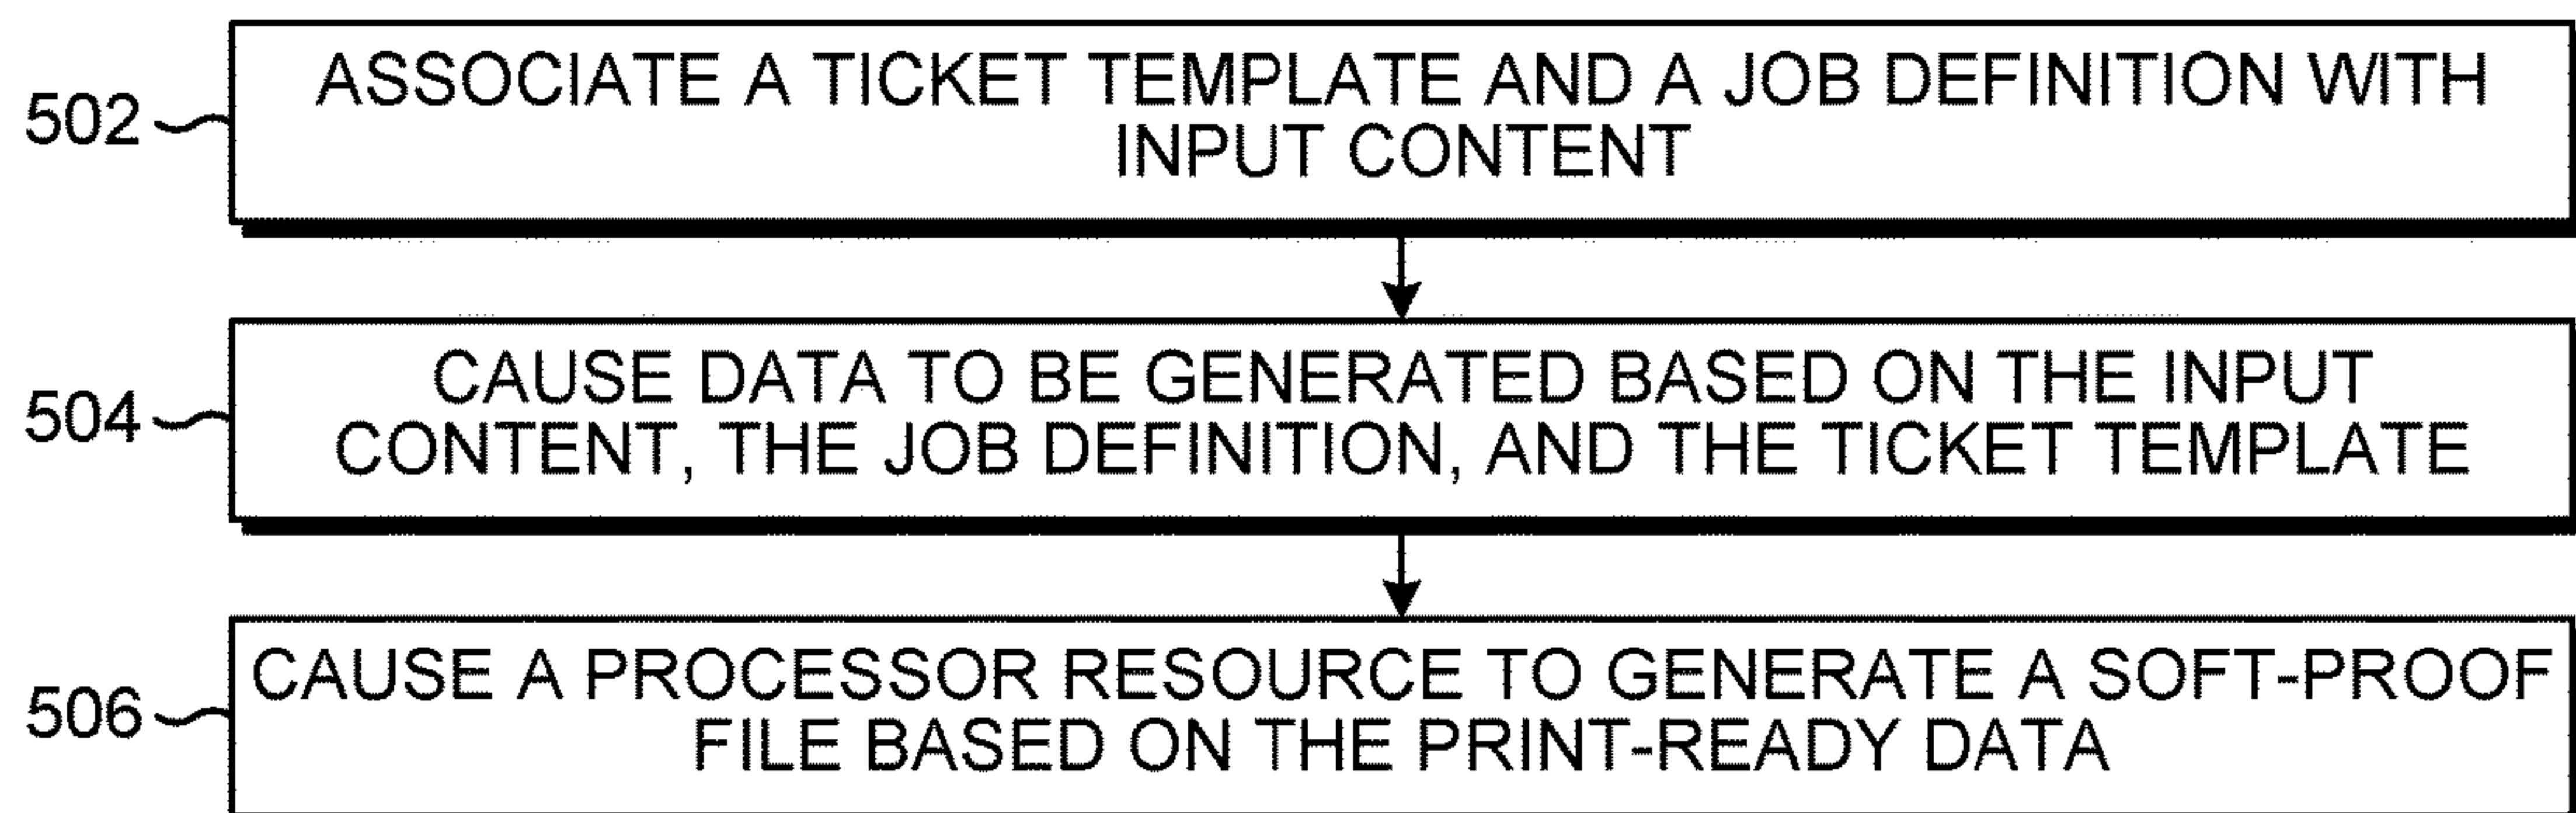 502
ASSOCIATE A TICKET TEMPLATE AND A JOB DEFINITION WITH
INPUT CONTENT
504
CAUSE DATA TO BE GENERATED BASED ON THE INPUT
CONTENT, THE JOB DEFINITION, AND THE TICKET TEMPLATE
506
CAUSE A PROCESSOR RESOURCE TO GENERATE A SOFT-PROOF
FILE BASED ON THE PRINT-READY DATA